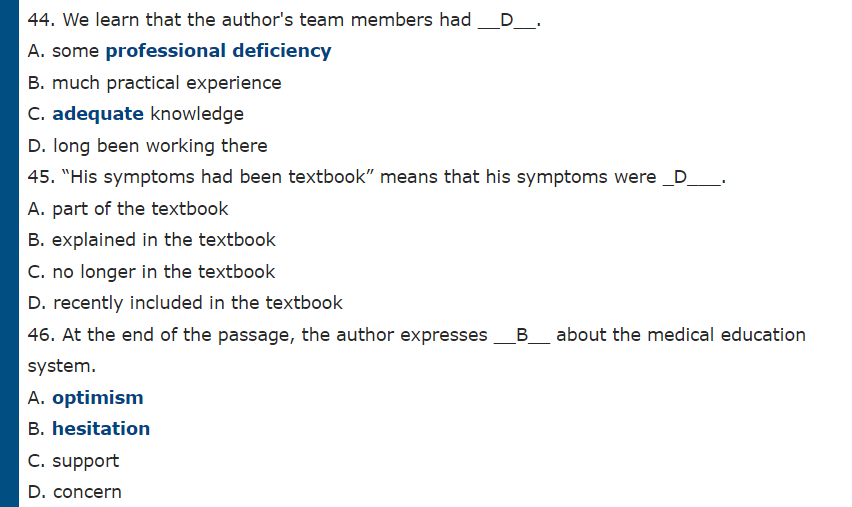 44. We learn that the author's team members had __D__.
A. some professional deficiency
B. much practical experience
C. adequate knowledge
D. long been working there
45. “His symptoms had been textbook” means that his symptoms were _D___.
A. part of the textbook
B. explained in the textbook
C. no longer in the textbook
D. recently included in the textbook
46. At the end of the passage, the author expresses __B__ about the medical education
system.
A. optimism
B. hesitation
C. support
D. concern